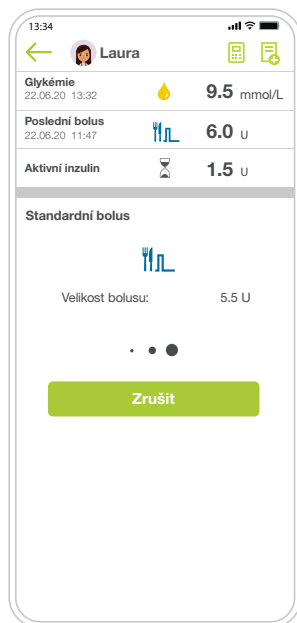 13:34
Laura
Glykémie
22.06.20 13:32
9.5 mmol/L
Poslední bolus
22.06.20 11:47
6.0 U
Aktivní inzulin
1.5 U
Standardní bolus
Velikost bolusu: 5.5 U
Zrušit